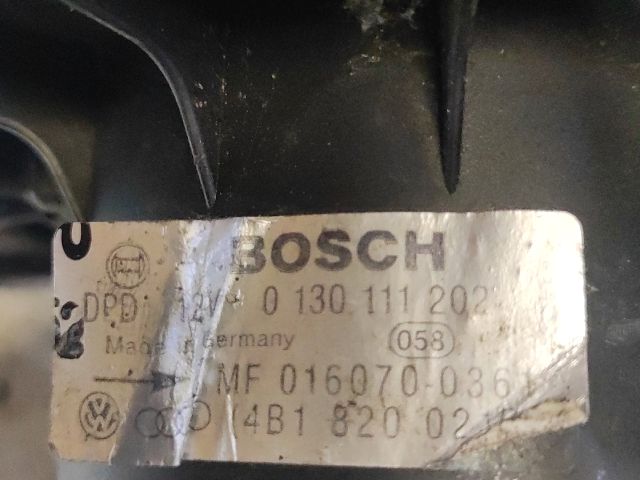 BOSCH
DPD 12V 0 130 111 202
Made in Germany 058
MF 016070-0361
4B1 820 021